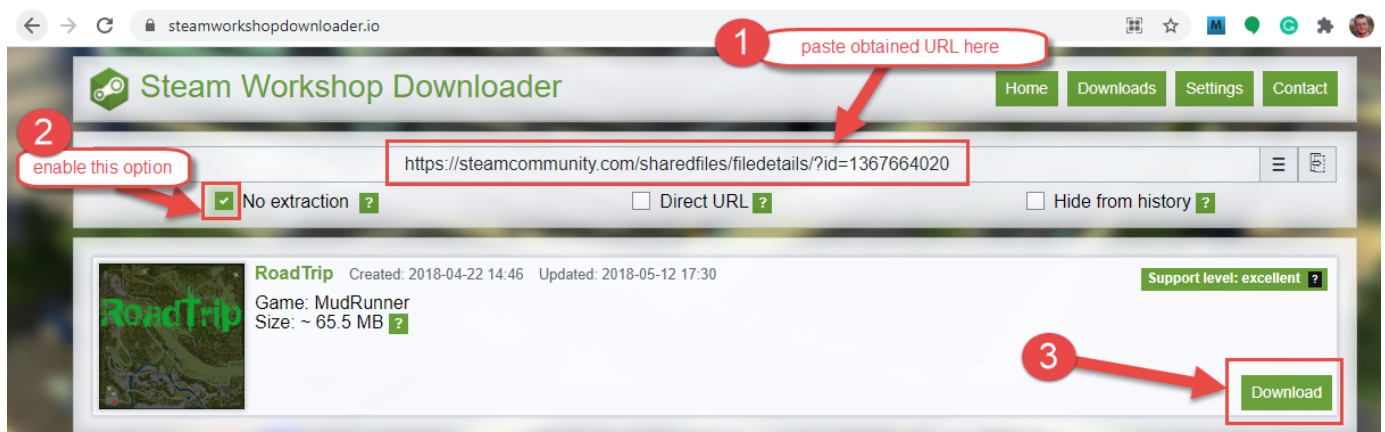 steamworkshopdownloader.io
M
G
1
paste obtained URL here
Steam Workshop Downloader
Home Downloads Settings Contact
2
enable this option
https://steamcommunity.com/sharedfiles/filedetails/?id=1367664020
No extraction ? Direct URL ? Hide from history ?
RoadTrip Created: 2018-04-22 14:46 Updated: 2018-05-12 17:30
Support level: excellent ?
Game: MudRunner
Size: ~ 65.5 MB ?
RoadTrip
3
Download